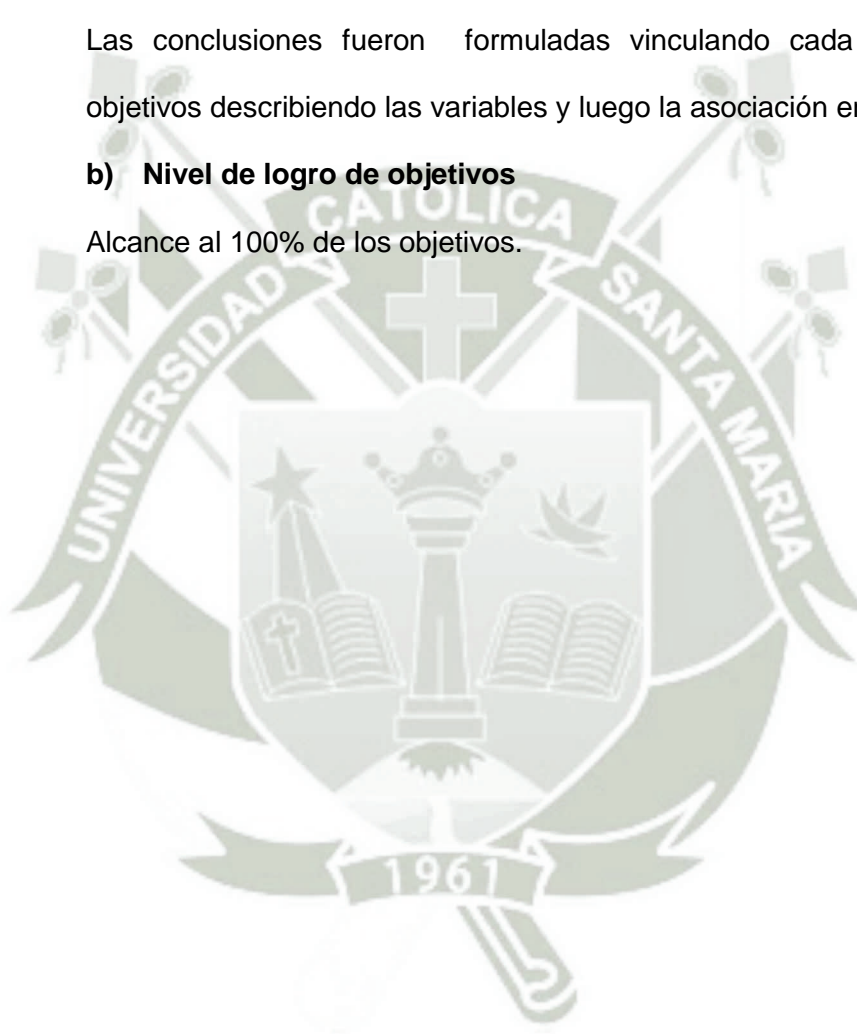 Las conclusiones fueron formuladas vinculando cada
objetivos describiendo las variables y luego la asociación
b) Nivel de logro de objetivos
Alcance al 100% de los objetivos.
UNIVERSIDAD CATOLICA SANTA MARIA
1961